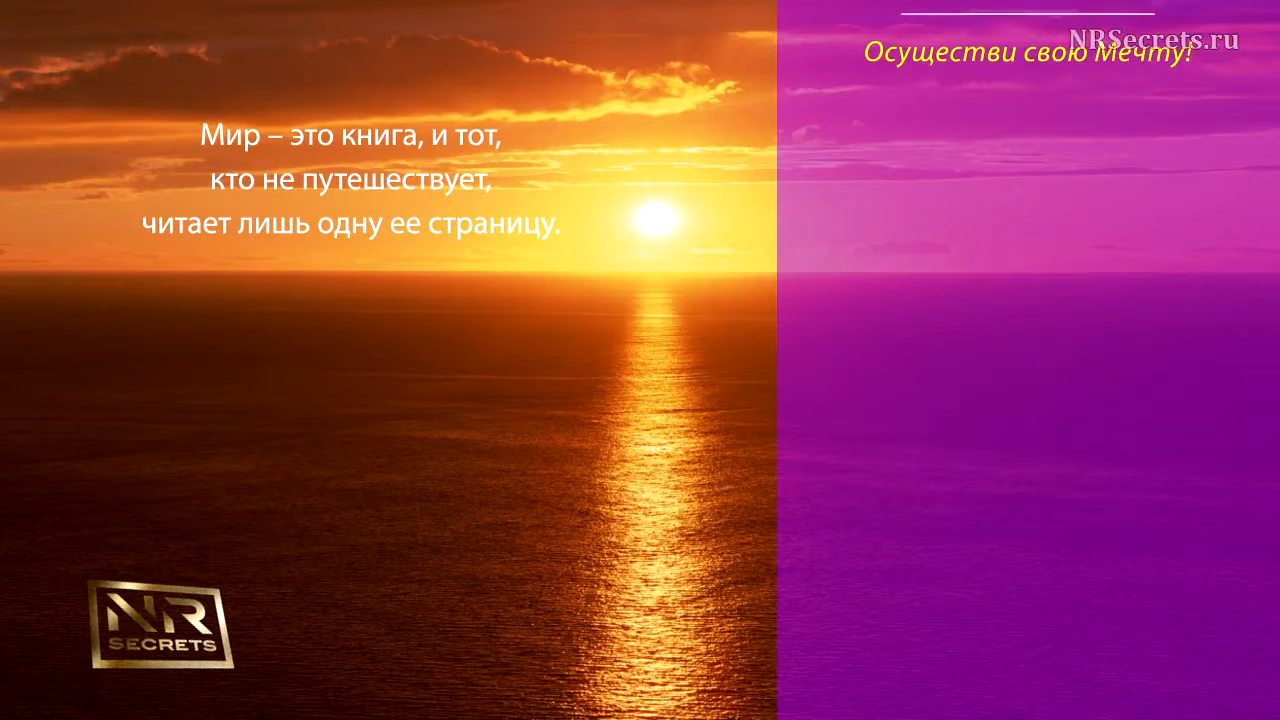 Мир – это книга, и тот,
кто не путешествует,
читает лишь одну ее страницу.
NRSecrets.ru
Осуществи свою Мечту!
NR
SECRETS